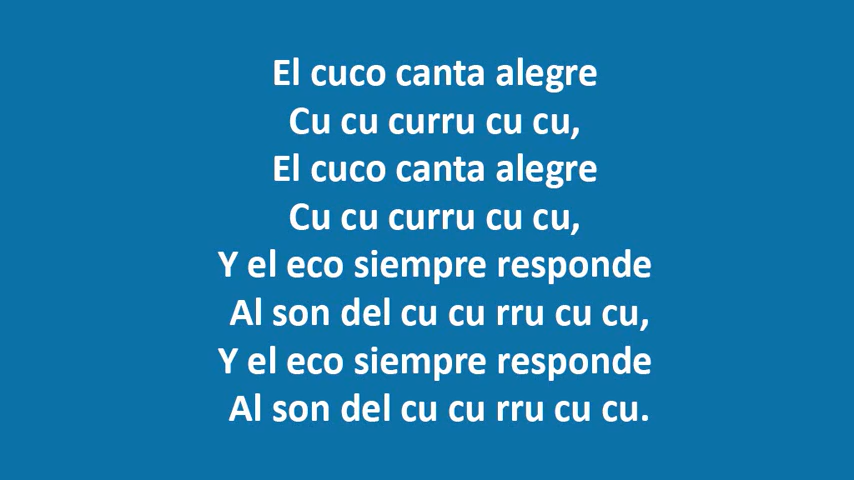 El cuco canta alegre
Cu cu curru cu cu,
El cuco canta alegre
Cu cu curru cu cu,
Y el eco siempre responde
Al son del cu cu rru cu cu,
Y el eco siempre responde
Al son del cu cu rru cu cu.